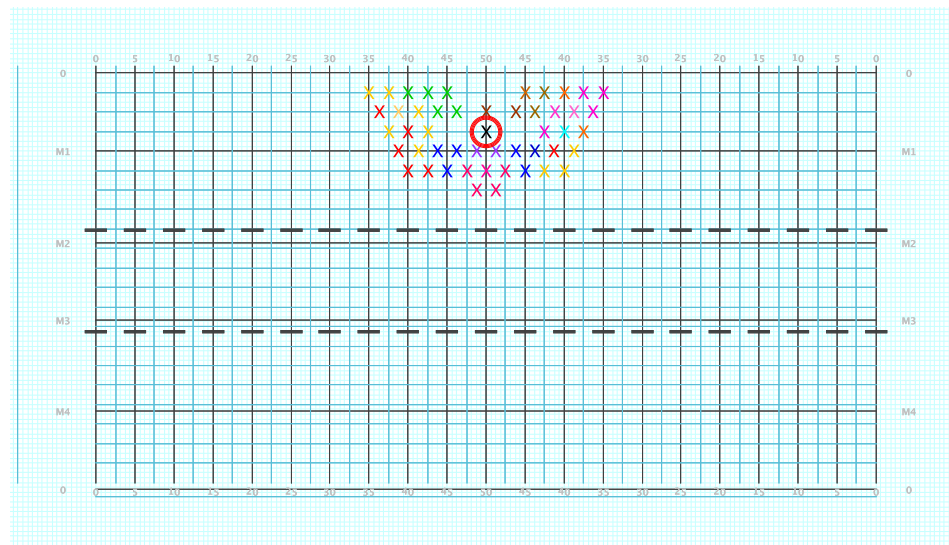 0 5 10 15 20 25 30 35 40 45 50 45 40 35 30 25 20 15 10 5 0
0 0
X X X X X X X X X X
X X X X X X X X X X X
X X X X X X X
M1 X X X X X X X X X X M1
X X X X X X X X X
X X
M2 M2
M3 M3
M4 M4
0 0
0 5 10 15 20 25 30 35 40 45 50 45 40 35 30 25 20 15 10 5 0